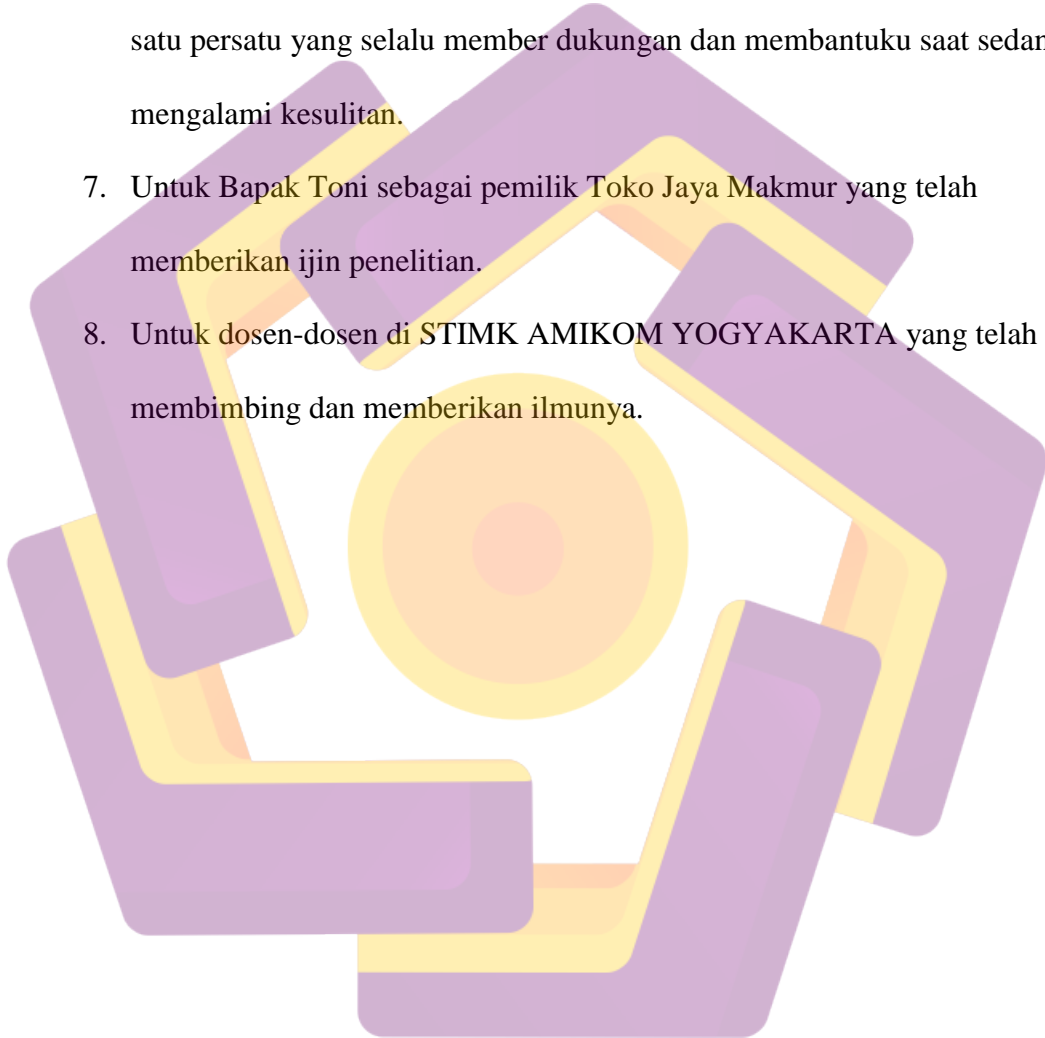 satu persatu yang selalu member dukungan dan membantuku saat sedan
mengalami kesulitan.
7. Untuk Bapak Toni sebagai pemilik Toko Jaya Makmur yang telah
memberikan ijin penelitian.
8. Untuk dosen-dosen di STIMK AMIKOM YOGYAKARTA yang telah
membimbing dan memberikan ilmunya.